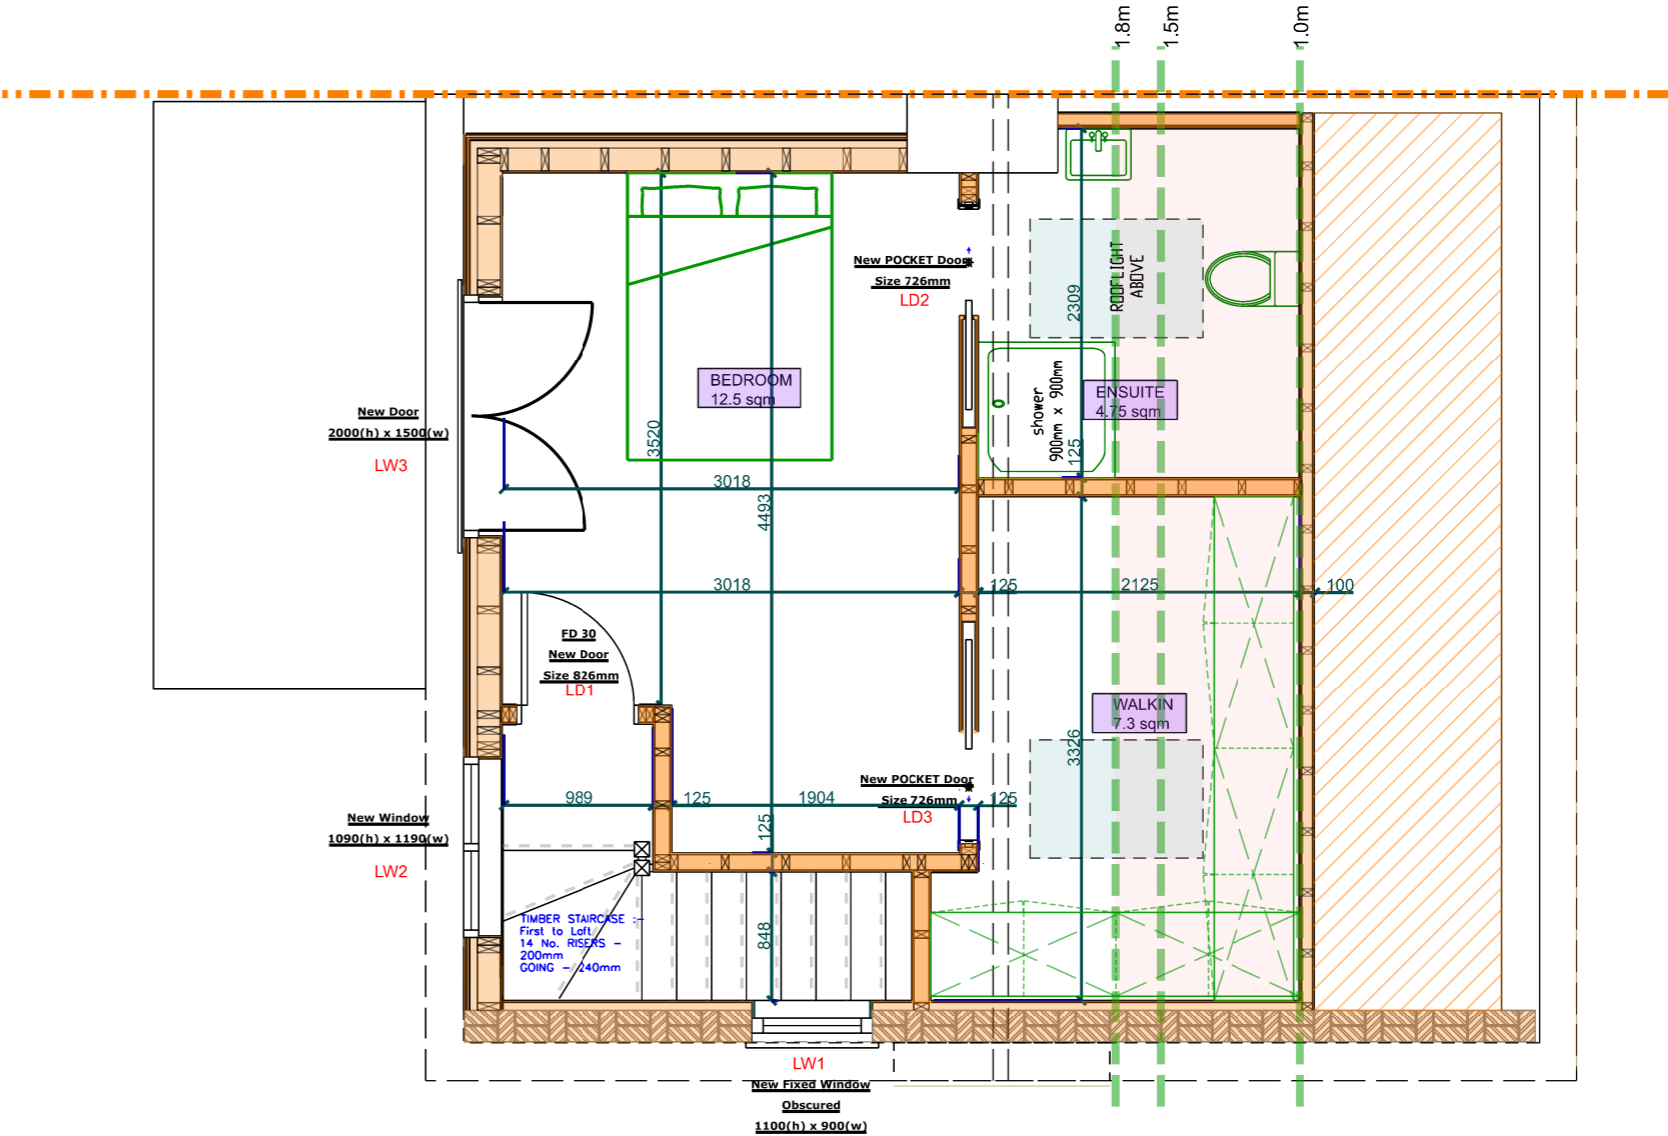 1.8m
1.5m
1.0m
New POCKET Door
Size 726mm
LD2
ROOFLIGHT
ABOVE
2309
BEDROOM
12.5 sqm
ENSUITE
4.75 sqm
shower
900mm x 900mm
125
New Door
2000(h) x 1500(w)
LW3
3520
3018
4493
3018
125
2125
100
FD 30
New Door
Size 826mm
LD1
WALKIN
7.3 sqm
3326
New POCKET Door
Size 726mm
LD3
989
125
1904
125
125
New Window
1090(h) x 1190(w)
LW2
TIMBER STAIRCASE :-
First to Loft
14 No. RISERS -
200mm
GOING - 240mm
848
LW1
New Fixed Window
Obscured
1100(h) x 900(w)